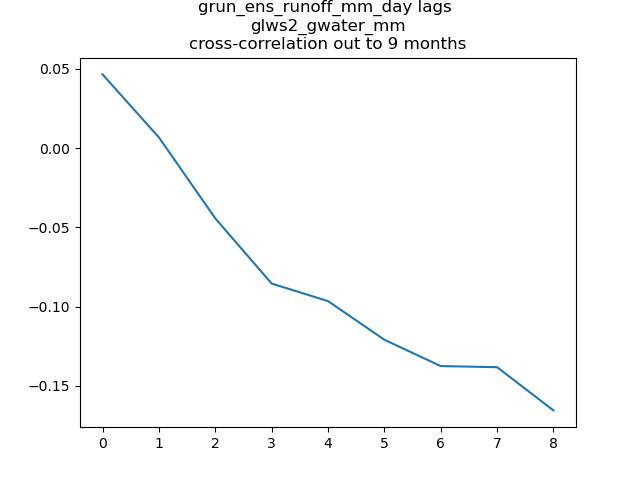 grun_ens_runoff_mm_day lags
glws2_gwater_mm
cross-correlation out to 9 months
0.05
0.00
−0.05
−0.10
−0.15
0 1 2 3 4 5 6 7 8